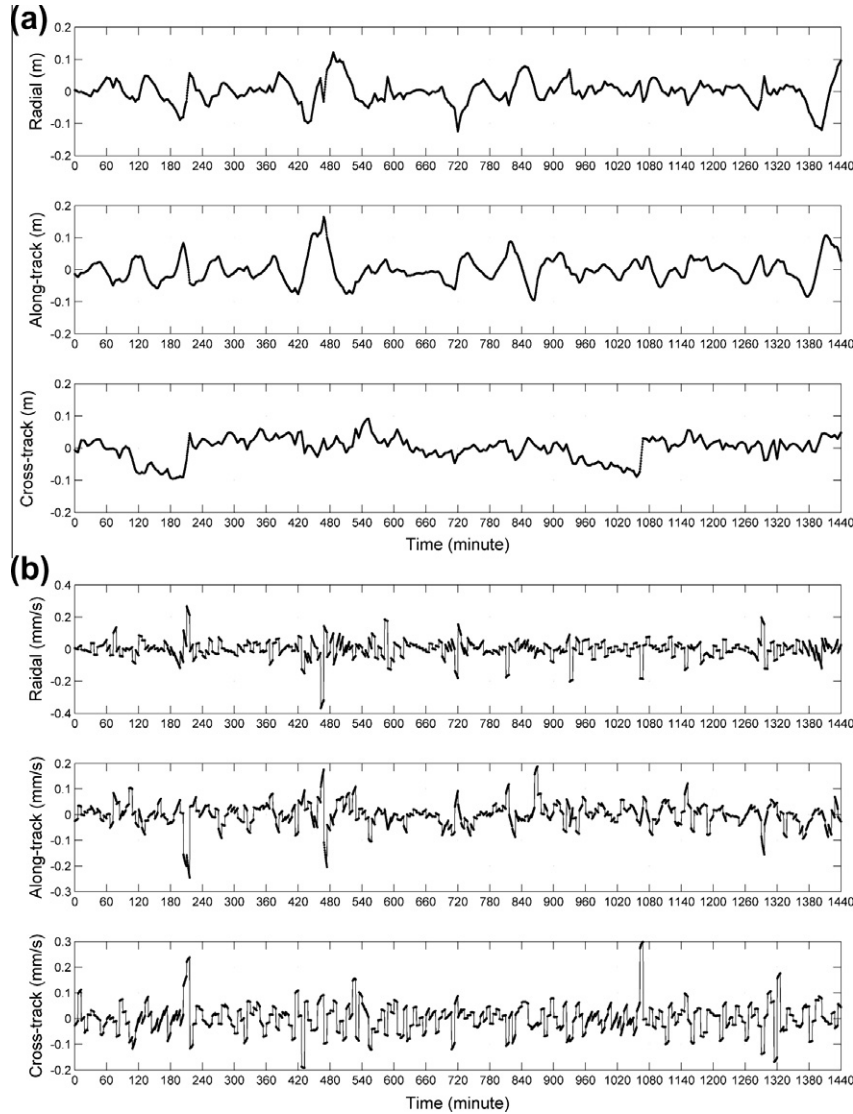 (a)
0.2
0.1
0
-0.1
-0.2
Radial (m)
0 60 120 180 240 300 360 420 480 540 600 660 720 780 840 900 960 1020 1080 1140 1200 1260 1320 1380 1440
0.2
0.1
0
-0.1
-0.2
Along-track (m)
0 60 120 180 240 300 360 420 480 540 600 660 720 780 840 900 960 1020 1080 1140 1200 1260 1320 1380 1440
0.2
0.1
0
-0.1
-0.2
Cross-track (m)
0 60 120 180 240 300 360 420 480 540 600 660 720 780 840 900 960 1020 1080 1140 1200 1260 1320 1380 1440
Time (minute)
(b)
0.4
0.2
0
-0.2
-0.4
Raidal (mm/s)
0 60 120 180 240 300 360 420 480 540 600 660 720 780 840 900 960 1020 1080 1140 1200 1260 1320 1380 1440
0.2
0.1
0
-0.1
-0.2
-0.3
Along-track (mm/s)
0 60 120 180 240 300 360 420 480 540 600 660 720 780 840 900 960 1020 1080 1140 1200 1260 1320 1380 1440
0.3
0.2
0.1
0
-0.1
-0.2
Cross-track (mm/s)
0 60 120 180 240 300 360 420 480 540 600 660 720 780 840 900 960 1020 1080 1140 1200 1260 1320 1380 1440
Time (minute)